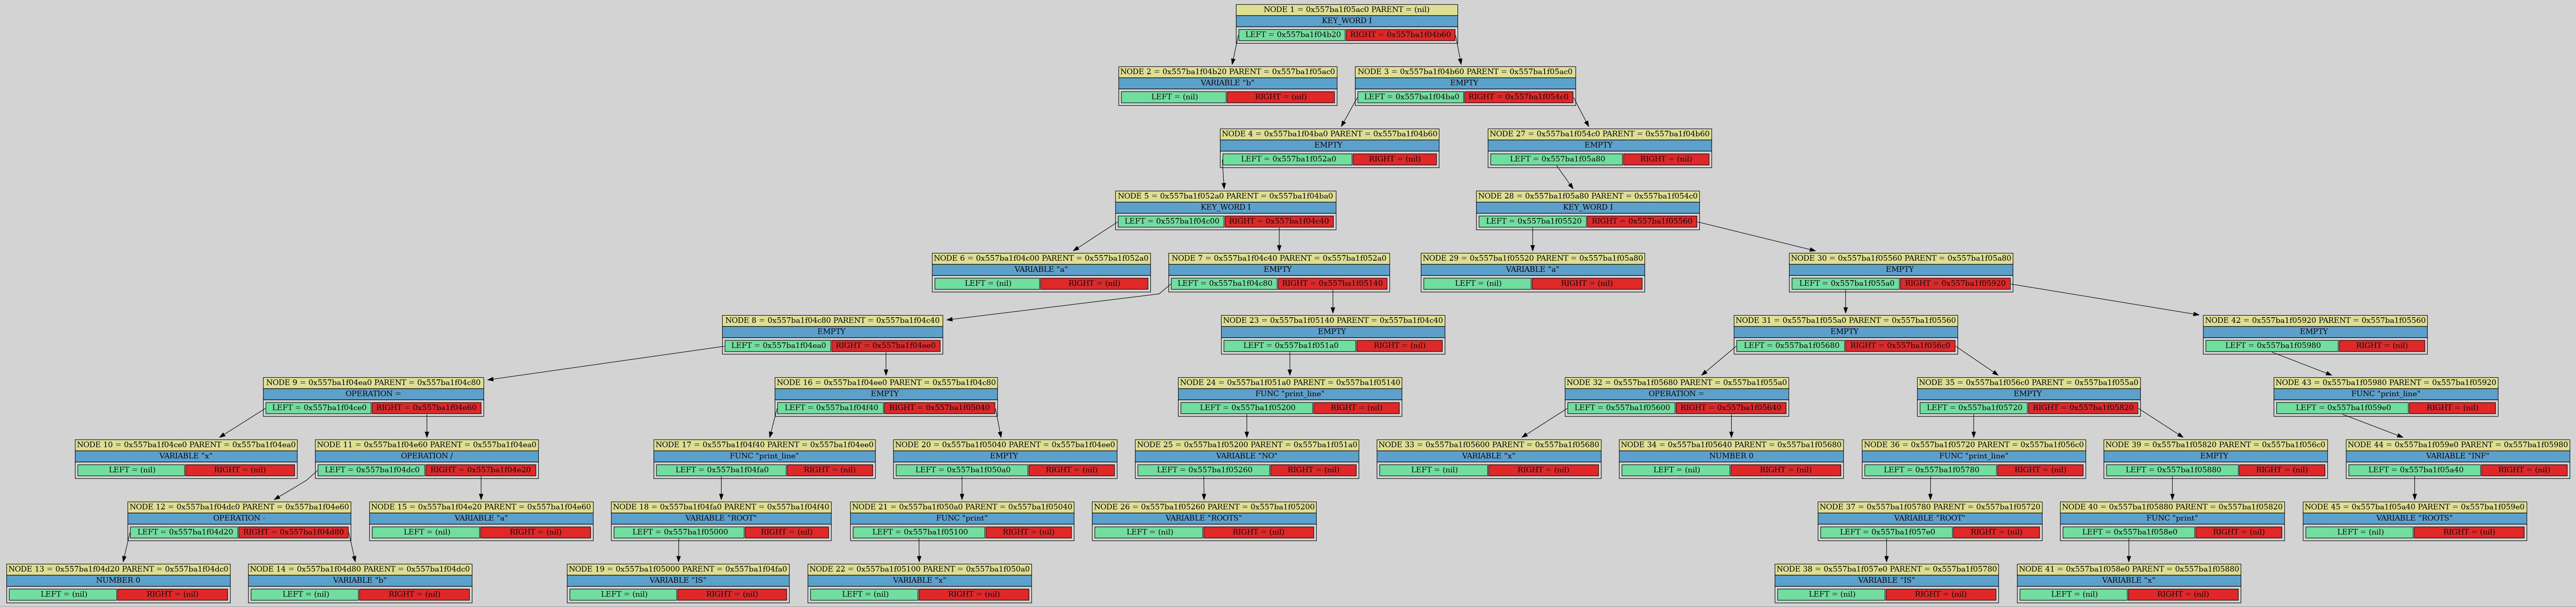 NODE 1 = 0x557ba1f05ac0 PARENT = (nil)
KEY_WORD I
LEFT = 0x557ba1f04b20 RIGHT = 0x557ba1f04b60
NODE 2 = 0x557ba1f04b20 PARENT = 0x557ba1f05ac0
VARIABLE "b"
LEFT = (nil) RIGHT = (nil)
NODE 3 = 0x557ba1f04b60 PARENT = 0x557ba1f05ac0
EMPTY
LEFT = 0x557ba1f04ba0 RIGHT = 0x557ba1f054c0
NODE 4 = 0x557ba1f04ba0 PARENT = 0x557ba1f04b60
EMPTY
LEFT = 0x557ba1f052a0 RIGHT = (nil)
NODE 27 = 0x557ba1f054c0 PARENT = 0x557ba1f04b60
EMPTY
LEFT = 0x557ba1f05a80 RIGHT = (nil)
NODE 5 = 0x557ba1f052a0 PARENT = 0x557ba1f04ba0
KEY_WORD I
LEFT = 0x557ba1f04c00 RIGHT = 0x557ba1f04c40
NODE 28 = 0x557ba1f05a80 PARENT = 0x557ba1f054c0
KEY_WORD I
LEFT = 0x557ba1f05520 RIGHT = 0x557ba1f05560
NODE 6 = 0x557ba1f04c00 PARENT = 0x557ba1f052a0
VARIABLE "a"
LEFT = (nil) RIGHT = (nil)
NODE 7 = 0x557ba1f04c40 PARENT = 0x557ba1f052a0
EMPTY
LEFT = 0x557ba1f04c80 RIGHT = 0x557ba1f05140
NODE 29 = 0x557ba1f05520 PARENT = 0x557ba1f05a80
VARIABLE "a"
LEFT = (nil) RIGHT = (nil)
NODE 30 = 0x557ba1f05560 PARENT = 0x557ba1f05a80
EMPTY
LEFT = 0x557ba1f055a0 RIGHT = 0x557ba1f05920
NODE 8 = 0x557ba1f04c80 PARENT = 0x557ba1f04c40
EMPTY
LEFT = 0x557ba1f04ea0 RIGHT = 0x557ba1f04ee0
NODE 23 = 0x557ba1f05140 PARENT = 0x557ba1f04c40
EMPTY
LEFT = 0x557ba1f051a0 RIGHT = (nil)
NODE 31 = 0x557ba1f055a0 PARENT = 0x557ba1f05560
EMPTY
LEFT = 0x557ba1f05680 RIGHT = 0x557ba1f056c0
NODE 42 = 0x557ba1f05920 PARENT = 0x557ba1f05560
EMPTY
LEFT = 0x557ba1f05980 RIGHT = (nil)
NODE 9 = 0x557ba1f04ea0 PARENT = 0x557ba1f04c80
OPERATION =
LEFT = 0x557ba1f04ce0 RIGHT = 0x557ba1f04e60
NODE 16 = 0x557ba1f04ee0 PARENT = 0x557ba1f04c80
EMPTY
LEFT = 0x557ba1f04f40 RIGHT = 0x557ba1f05040
NODE 24 = 0x557ba1f051a0 PARENT = 0x557ba1f05140
FUNC "print_line"
LEFT = 0x557ba1f05200 RIGHT = (nil)
NODE 32 = 0x557ba1f05680 PARENT = 0x557ba1f055a0
OPERATION =
LEFT = 0x557ba1f05600 RIGHT = 0x557ba1f05640
NODE 35 = 0x557ba1f056c0 PARENT = 0x557ba1f055a0
EMPTY
LEFT = 0x557ba1f05720 RIGHT = 0x557ba1f05820
NODE 43 = 0x557ba1f05980 PARENT = 0x557ba1f05920
FUNC "print_line"
LEFT = 0x557ba1f059e0 RIGHT = (nil)
NODE 10 = 0x557ba1f04ce0 PARENT = 0x557ba1f04ea0
VARIABLE "x"
LEFT = (nil) RIGHT = (nil)
NODE 11 = 0x557ba1f04e60 PARENT = 0x557ba1f04ea0
OPERATION /
LEFT = 0x557ba1f04dc0 RIGHT = 0x557ba1f04e20
NODE 17 = 0x557ba1f04f40 PARENT = 0x557ba1f04ee0
FUNC "print_line"
LEFT = 0x557ba1f04fa0 RIGHT = (nil)
NODE 20 = 0x557ba1f05040 PARENT = 0x557ba1f04ee0
EMPTY
LEFT = 0x557ba1f050a0 RIGHT = (nil)
NODE 25 = 0x557ba1f05200 PARENT = 0x557ba1f051a0
VARIABLE "NO"
LEFT = 0x557ba1f05260 RIGHT = (nil)
NODE 33 = 0x557ba1f05600 PARENT = 0x557ba1f05680
VARIABLE "x"
LEFT = (nil) RIGHT = (nil)
NODE 34 = 0x557ba1f05640 PARENT = 0x557ba1f05680
NUMBER 0
LEFT = (nil) RIGHT = (nil)
NODE 36 = 0x557ba1f05720 PARENT = 0x557ba1f056c0
FUNC "print_line"
LEFT = 0x557ba1f05780 RIGHT = (nil)
NODE 39 = 0x557ba1f05820 PARENT = 0x557ba1f056c0
EMPTY
LEFT = 0x557ba1f05880 RIGHT = (nil)
NODE 44 = 0x557ba1f059e0 PARENT = 0x557ba1f05980
VARIABLE "INF"
LEFT = 0x557ba1f05a40 RIGHT = (nil)
NODE 12 = 0x557ba1f04dc0 PARENT = 0x557ba1f04e60
OPERATION -
LEFT = 0x557ba1f04d20 RIGHT = 0x557ba1f04d80
NODE 15 = 0x557ba1f04e20 PARENT = 0x557ba1f04e60
VARIABLE "a"
LEFT = (nil) RIGHT = (nil)
NODE 18 = 0x557ba1f04fa0 PARENT = 0x557ba1f04f40
VARIABLE "ROOT"
LEFT = 0x557ba1f05000 RIGHT = (nil)
NODE 21 = 0x557ba1f050a0 PARENT = 0x557ba1f05040
FUNC "print"
LEFT = 0x557ba1f05100 RIGHT = (nil)
NODE 26 = 0x557ba1f05260 PARENT = 0x557ba1f05200
VARIABLE "ROOTS"
LEFT = (nil) RIGHT = (nil)
NODE 37 = 0x557ba1f05780 PARENT = 0x557ba1f05720
VARIABLE "ROOT"
LEFT = 0x557ba1f057e0 RIGHT = (nil)
NODE 40 = 0x557ba1f05880 PARENT = 0x557ba1f05820
FUNC "print"
LEFT = 0x557ba1f058e0 RIGHT = (nil)
NODE 45 = 0x557ba1f05a40 PARENT = 0x557ba1f059e0
VARIABLE "ROOTS"
LEFT = (nil) RIGHT = (nil)
NODE 13 = 0x557ba1f04d20 PARENT = 0x557ba1f04dc0
NUMBER 0
LEFT = (nil) RIGHT = (nil)
NODE 14 = 0x557ba1f04d80 PARENT = 0x557ba1f04dc0
VARIABLE "b"
LEFT = (nil) RIGHT = (nil)
NODE 19 = 0x557ba1f05000 PARENT = 0x557ba1f04fa0
VARIABLE "IS"
LEFT = (nil) RIGHT = (nil)
NODE 22 = 0x557ba1f05100 PARENT = 0x557ba1f050a0
VARIABLE "x"
LEFT = (nil) RIGHT = (nil)
NODE 38 = 0x557ba1f057e0 PARENT = 0x557ba1f05780
VARIABLE "IS"
LEFT = (nil) RIGHT = (nil)
NODE 41 = 0x557ba1f058e0 PARENT = 0x557ba1f05880
VARIABLE "x"
LEFT = (nil) RIGHT = (nil)